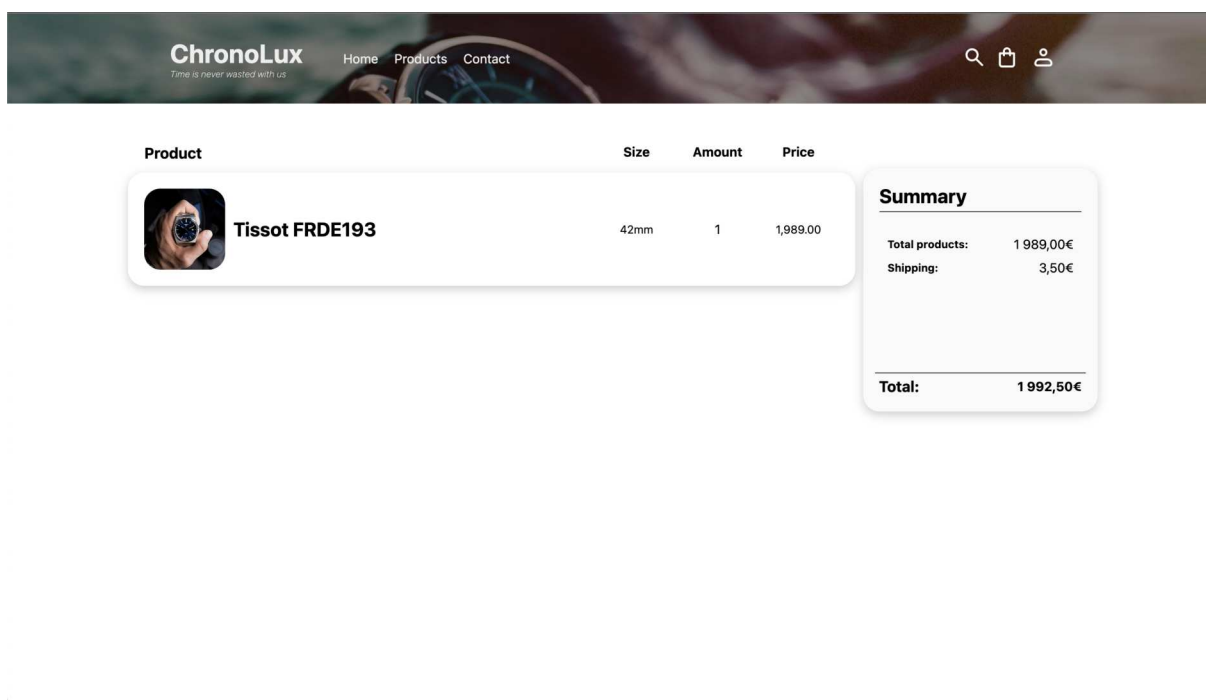 ChronoLux
Time is never wasted with us
Home Products Contact
Product Size Amount Price
Tissot FRDE193 42mm 1 1,989.00
Summary
Total products: 1 989,00€
Shipping: 3,50€
Total: 1 992,50€